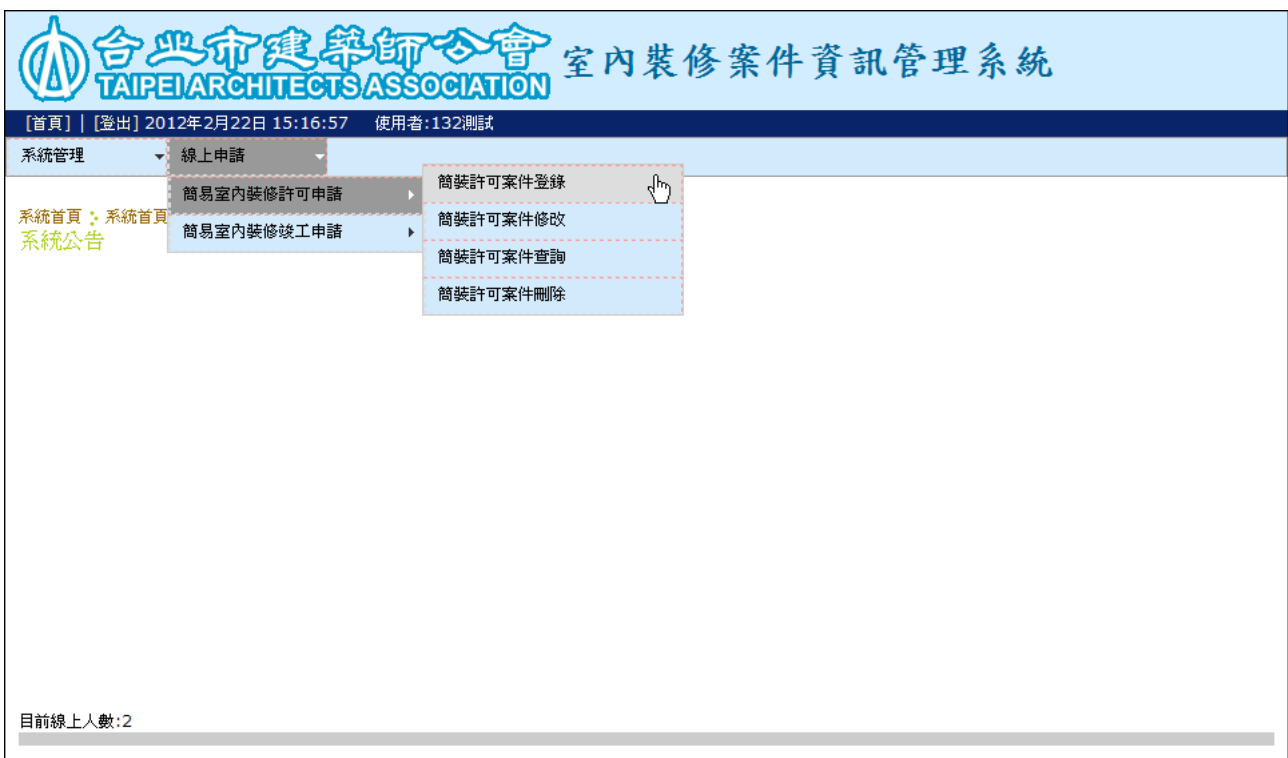 台北市建築師公會 室內裝修案件資訊管理系統
TAIPEI ARCHITECTS ASSOCIATION
[首頁] | [登出] 2012年2月22日 15:16:57 使用者:132測試
系統管理 線上申請
簡易室內裝修許可申請 簡裝許可案件登錄
簡易室內裝修竣工申請 簡裝許可案件修改
簡裝許可案件查詢
簡裝許可案件刪除
系統首頁 系統首頁
系統公告
目前線上人數:2